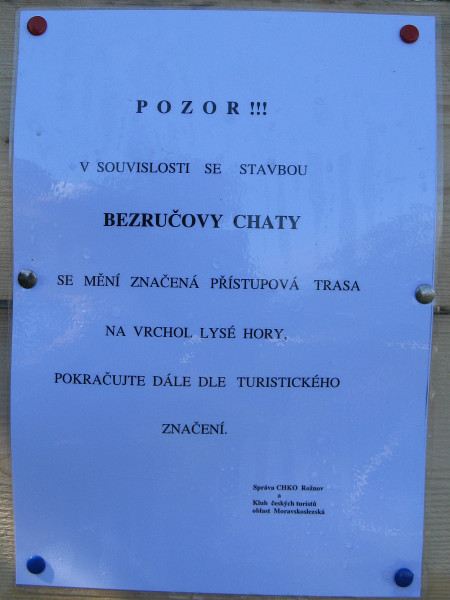 P O Z O R !!!
V SOUVISLOSTI SE STAVBOU
BEZRUČOVY CHATY
SE MĚNÍ ZNAČENÁ PŘÍSTUPOVÁ TRASA
NA VRCHOL LYSÉ HORY,
POKRAČUJTE DÁLE DLE TURISTICKÉHO
ZNAČENÍ.
Správa CHKO Rožnov
a
Klub českých turistů
oblast Moravskoslezská